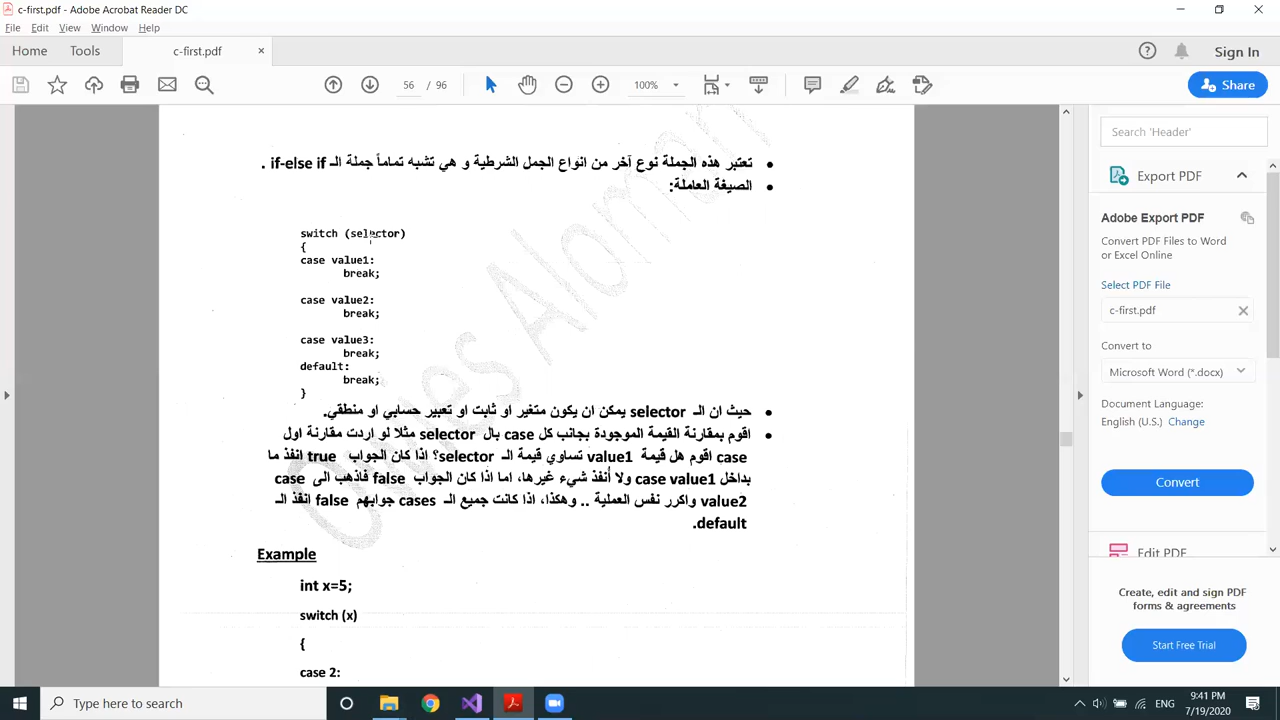 c-first.pdf - Adobe Acrobat Reader DC
File Edit View Window Help
Home Tools c-first.pdf × Sign In
56 / 96 100% Share
• تعتبر هذه الجملة نوع آخر من انواع الجمل الشرطية و هي تشبه تماماً جملة الـ if-else if .
• الصيغة العاملة:
switch (selector)
{
case value1:
break;
case value2:
break;
case value3:
break;
default:
break;
}
• حيث ان الـ selector يمكن ان يكون متغير او ثابت او تعبير حسابي او منطقي.
• اقوم بمقارنة القيمة الموجودة بجانب كل case بال selector مثلا لو اردت مقارنة اول
case اقوم هل قيمة value1 تساوي قيمة الـ selector؟ اذا كان الجواب true انفذ ما
بداخل case value1 ولا أنفذ شيء غيرها، اما اذا كان الجواب false فاذهب الى case
value2 واكرر نفس العملية .. وهكذا، اذا كانت جميع الـ cases جوابهم false انفذ الـ
default.
Example
int x=5;
switch (x)
{
case 2:
Search 'Header'
Export PDF
Adobe Export PDF
Convert PDF Files to Word
or Excel Online
Select PDF File
c-first.pdf
Convert to
Microsoft Word (*.docx)
Document Language:
English (U.S.) Change
Convert
Edit PDF
Create, edit and sign PDF
forms & agreements
Start Free Trial
Type here to search
ENG
9:41 PM
7/19/2020